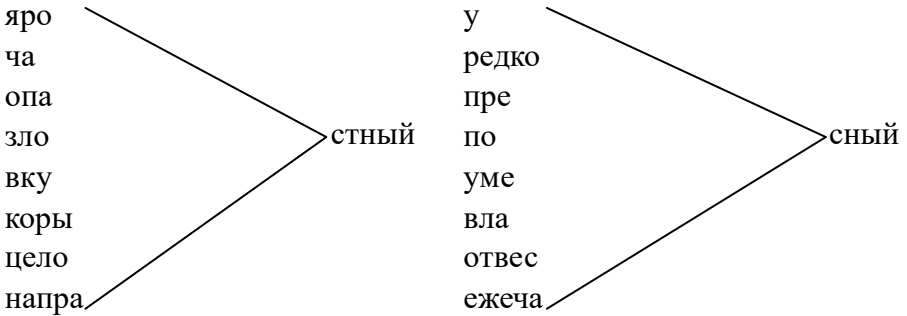 яро
ча
опа
зло
вку
коры
цело
напра
стный
у
редко
пре
по
уме
вла
отвес
ежеча
сный